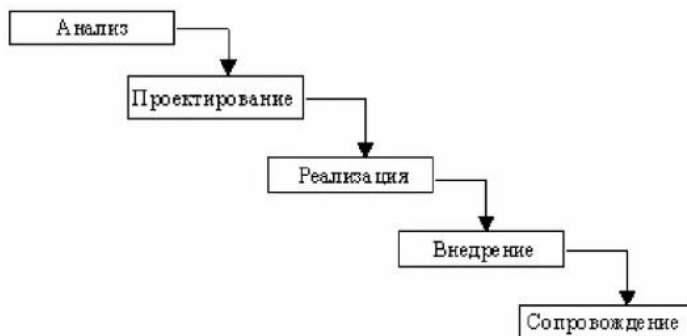 Анализ
Проектирование
Реализация
Внедрение
Сопровождение